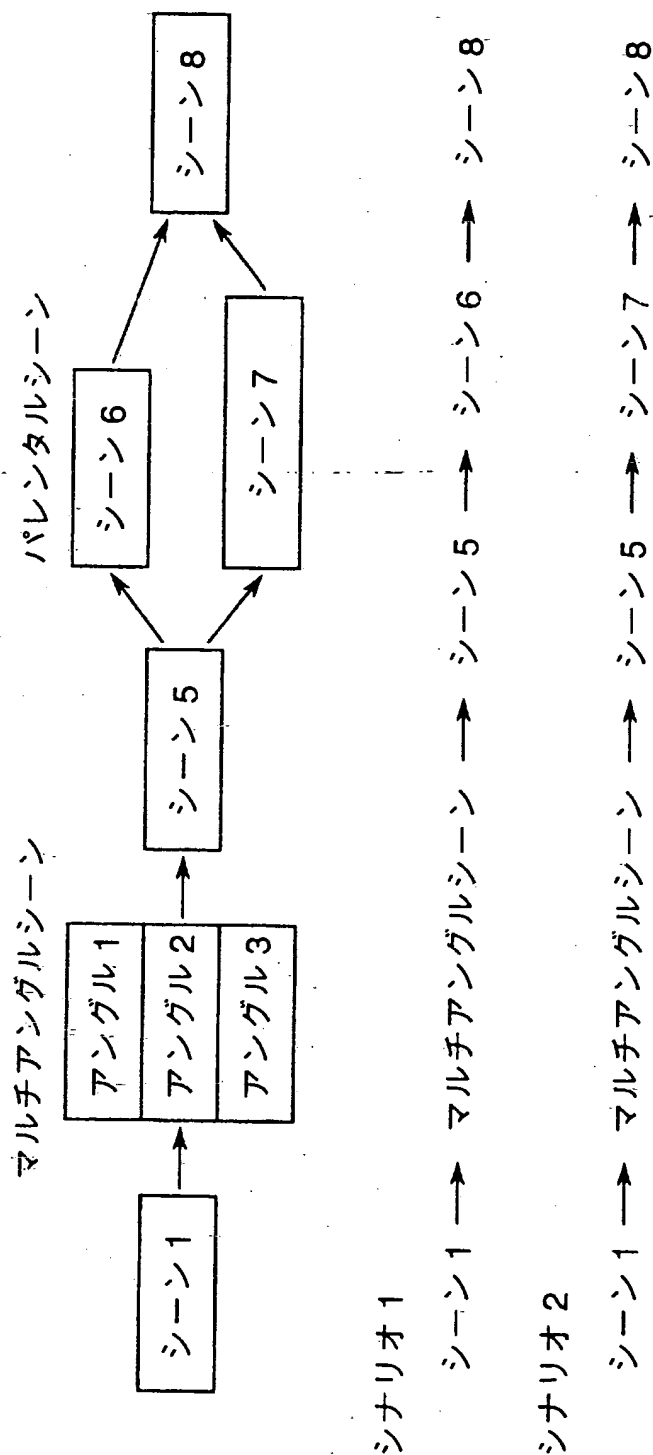 マルチアングルシーン
パレンタルシーン
シーン1
アングル1
アングル2
アングル3
シーン5
シーン6
シーン7
シーン8
シナリオ1
シーン1 → マルチアングルシーン → シーン5 → シーン6 → シーン8
シナリオ2
シーン1 → マルチアングルシーン → シーン5 → シーン7 → シーン8